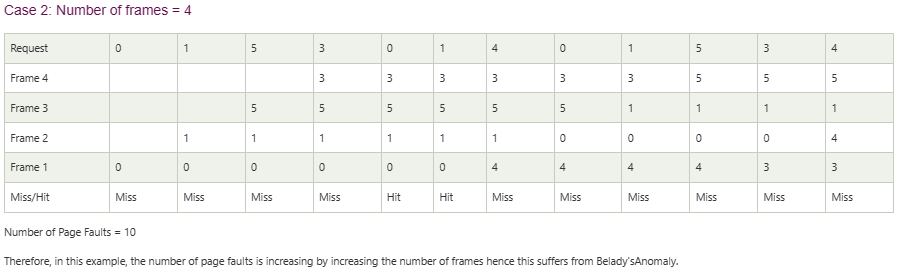 Case 2: Number of frames = 4
Request 0 1 5 3 0 1 4 0 1 5 3 4
Frame 4 3 3 3 3 3 3 5 5 5
Frame 3 5 5 5 5 5 5 1 1 1 1
Frame 2 1 1 1 1 1 1 0 0 0 0 4
Frame 1 0 0 0 0 0 0 4 4 4 4 3 3
Miss/Hit Miss Miss Miss Miss Hit Hit Miss Miss Miss Miss Miss Miss
Number of Page Faults = 10
Therefore, in this example, the number of page faults is increasing by increasing the number of frames hence this suffers from Belady'sAnomaly.